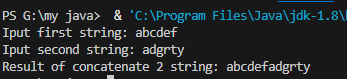 PS G:\my java>  & 'C:\Program Files\Java\jdk-1.8\
Iput first string: abcdef
Iput second string: adgrty
Result of concatenate 2 string: abcdefadgrty